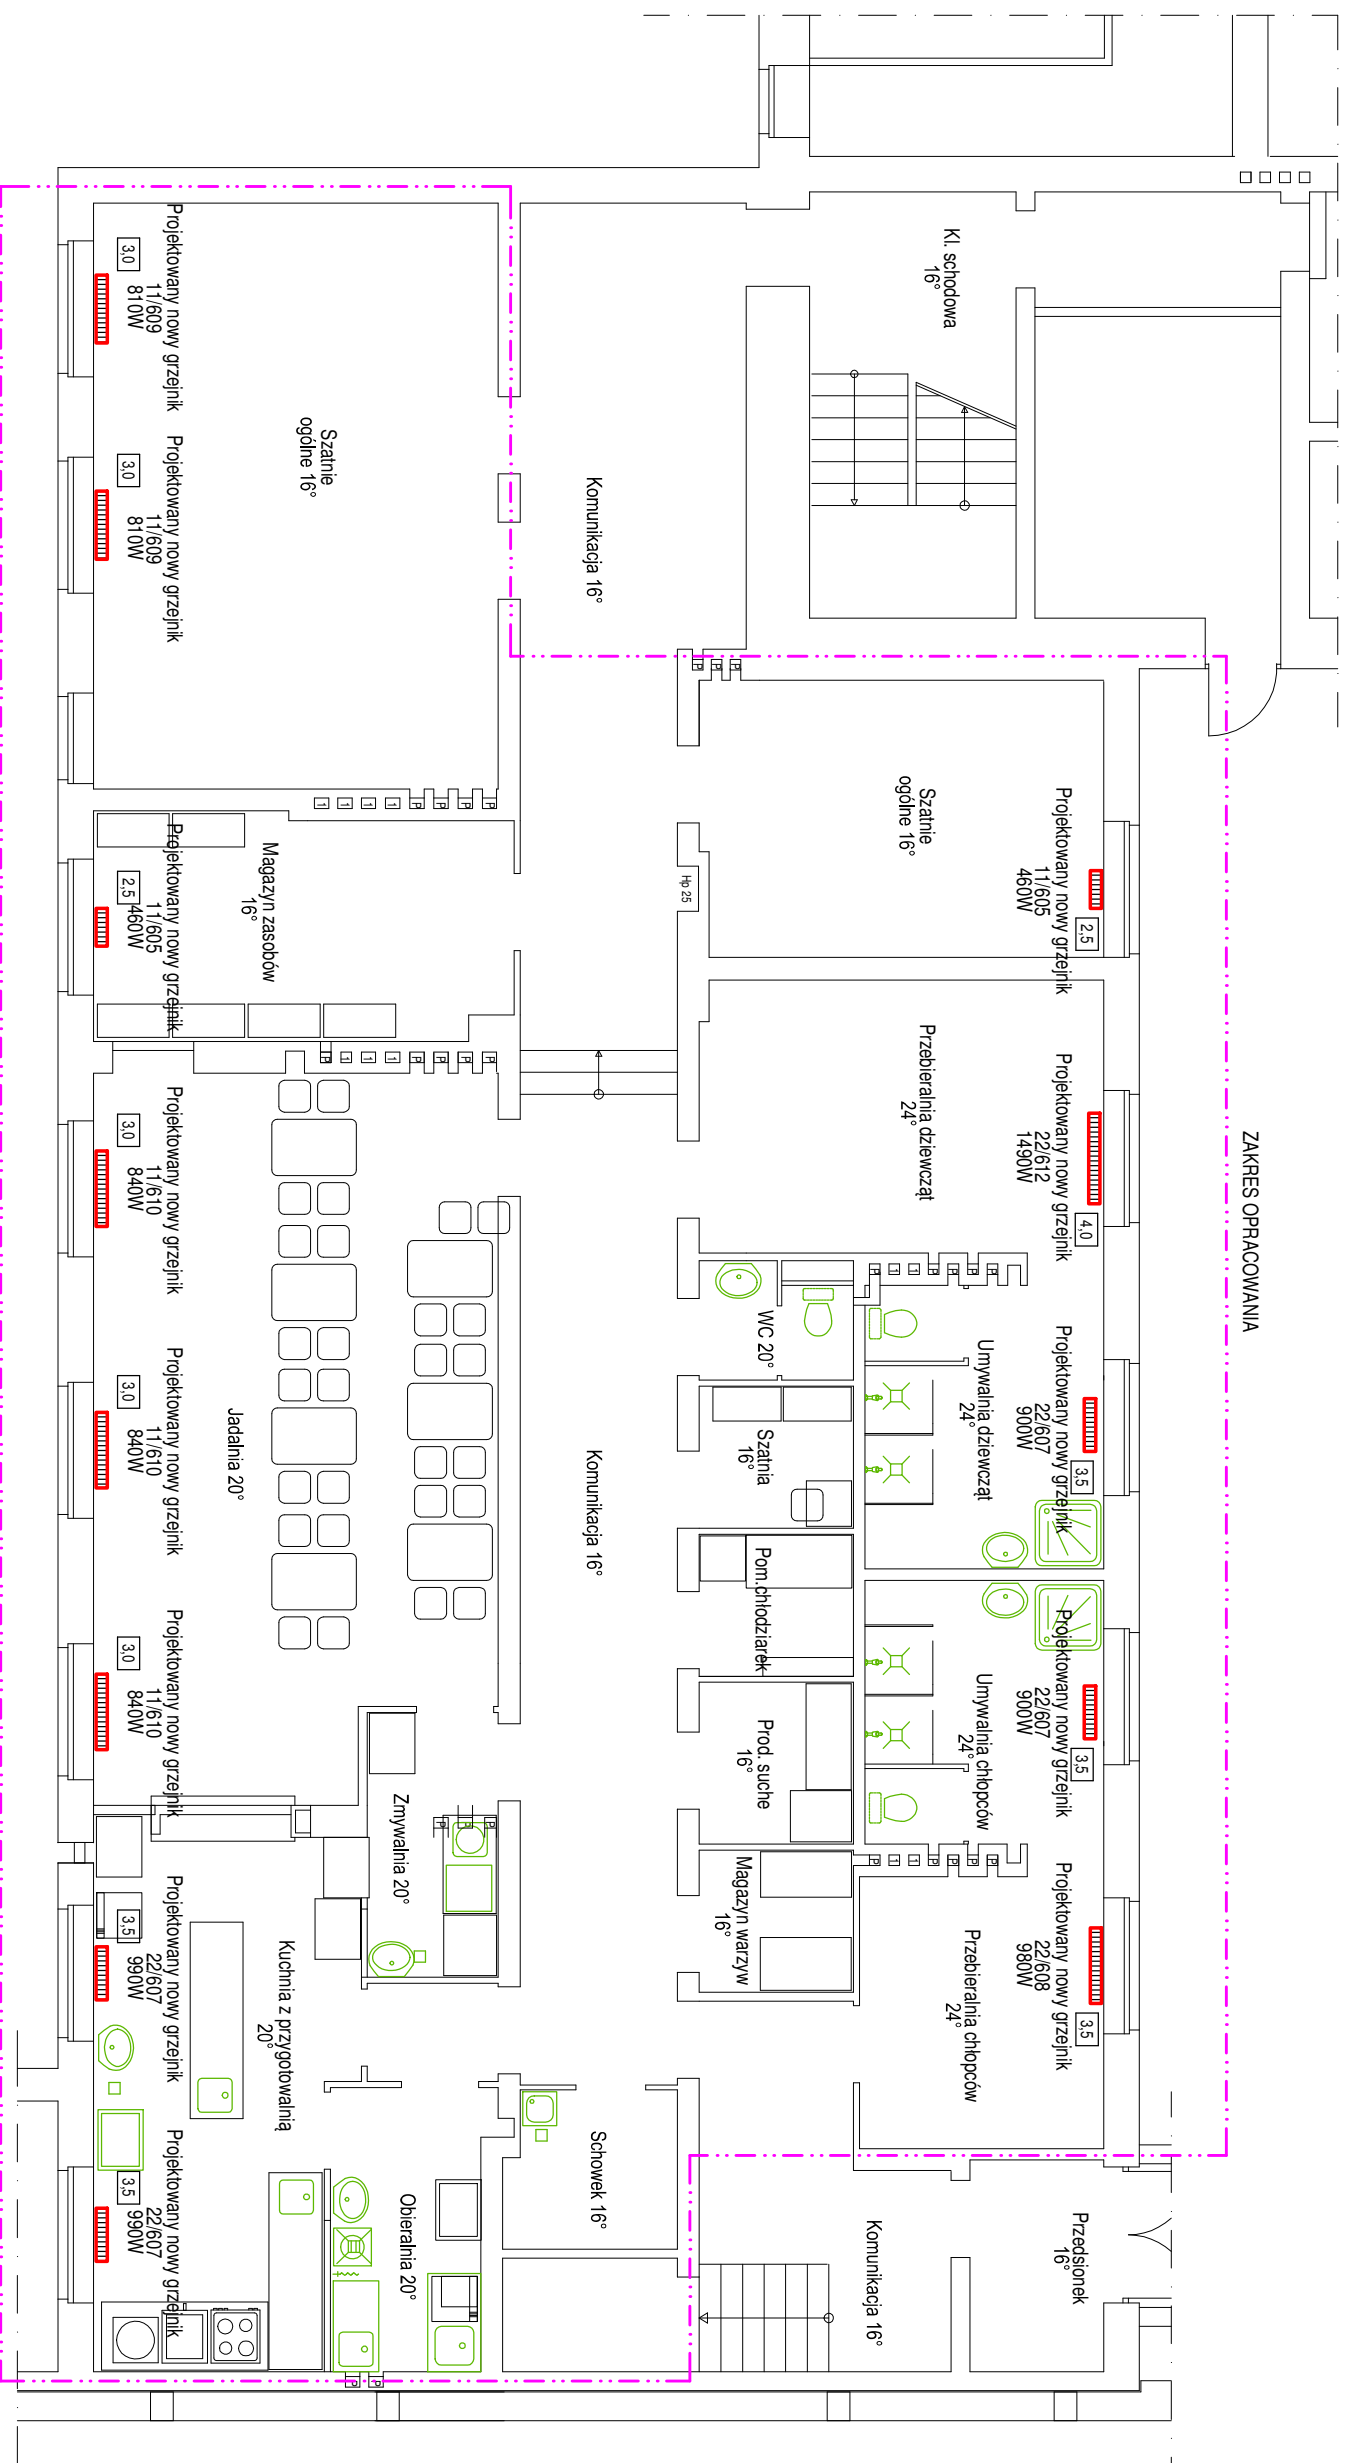 ZAKRES OPRACOWANIA
Kl. schodowa
16°
Komunikacja 16°
Szatnie
ogólne 16°
Projektowany nowy grzejnik
11/609
810W
3,0
Projektowany nowy grzejnik
11/609
810W
3,0
Szatnie
ogólne 16°
Projektowany nowy grzejnik
11/605
460W
2,5
Hp 25
Magazyn zasobów
16°
Projektowany nowy grzejnik
11/605
460W
2,5
Przebieralnia dziewcząt
24°
Projektowany nowy grzejnik
22/612
1490W
4,0
WC 20°
Umywalnia dziewcząt
24°
Projektowany nowy grzejnik
22/607
900W
3,5
Szatnia
16°
Komunikacja 16°
Jadalnia 20°
Projektowany nowy grzejnik
11/610
840W
3,0
Projektowany nowy grzejnik
11/610
840W
3,0
Projektowany nowy grzejnik
11/610
840W
3,0
Pom.chłodziarek
Prod. suche
16°
Umywalnia chłopców
24°
Projektowany nowy grzejnik
22/607
900W
3,5
Magazyn warzyw
16°
Przebieralnia chłopców
24°
Projektowany nowy grzejnik
22/608
980W
3,5
Zmywalnia 20°
Kuchnia z przygotowalnią
20°
Projektowany nowy grzejnik
22/607
990W
3,5
Projektowany nowy grzejnik
22/607
990W
3,5
Obieralnia 20°
Schowek 16°
Komunikacja 16°
Przedsionek
16°